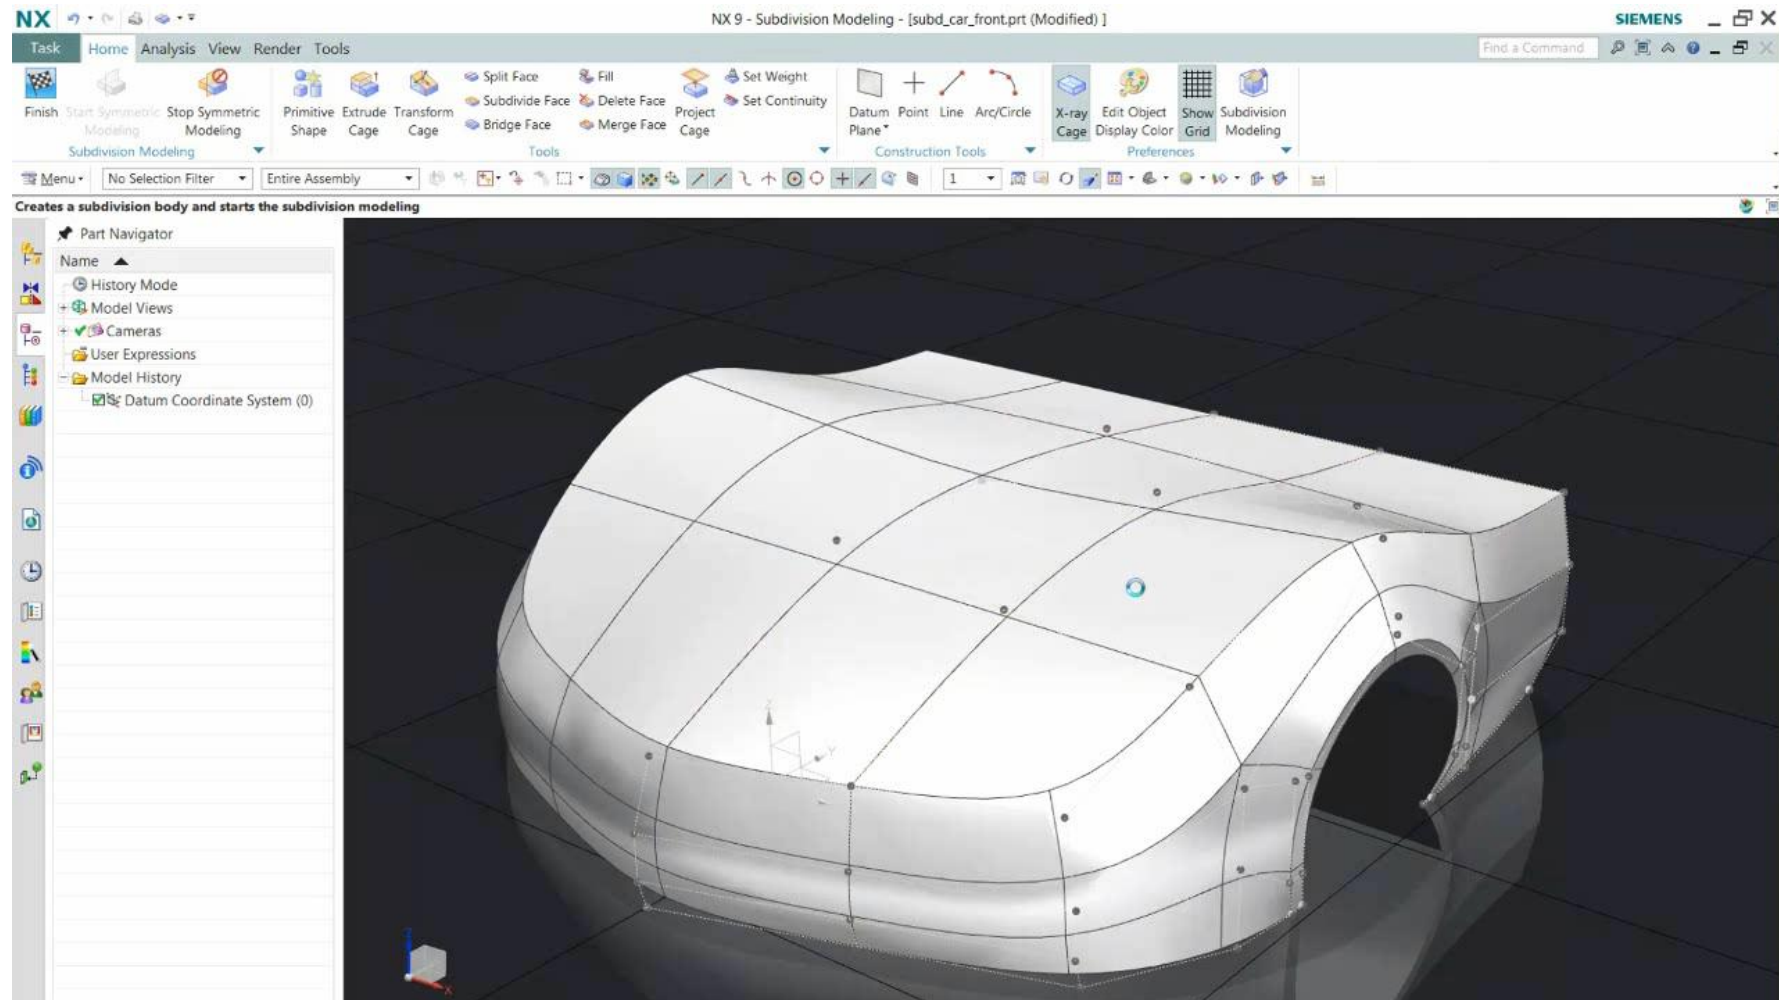 NX
NX 9 - Subdivision Modeling - [subd_car_front.prt (Modified) ]
SIEMENS
Task Home Analysis View Render Tools
Find a Command
Finish
Start Symmetric Modeling
Stop Symmetric Modeling
Subdivision Modeling
Primitive Shape
Extrude Cage
Transform Cage
Split Face
Subdivide Face
Bridge Face
Fill
Delete Face
Merge Face
Project Cage
Set Weight
Set Continuity
Tools
Datum Plane
Point
Line
Arc/Circle
Construction Tools
X-ray Cage
Edit Object Display Color
Show Grid
Subdivision Modeling
Preferences
Menu
No Selection Filter
Entire Assembly
1
Creates a subdivision body and starts the subdivision modeling
Part Navigator
Name
History Mode
Model Views
Cameras
User Expressions
Model History
Datum Coordinate System (0)
Z
Y
Z
X